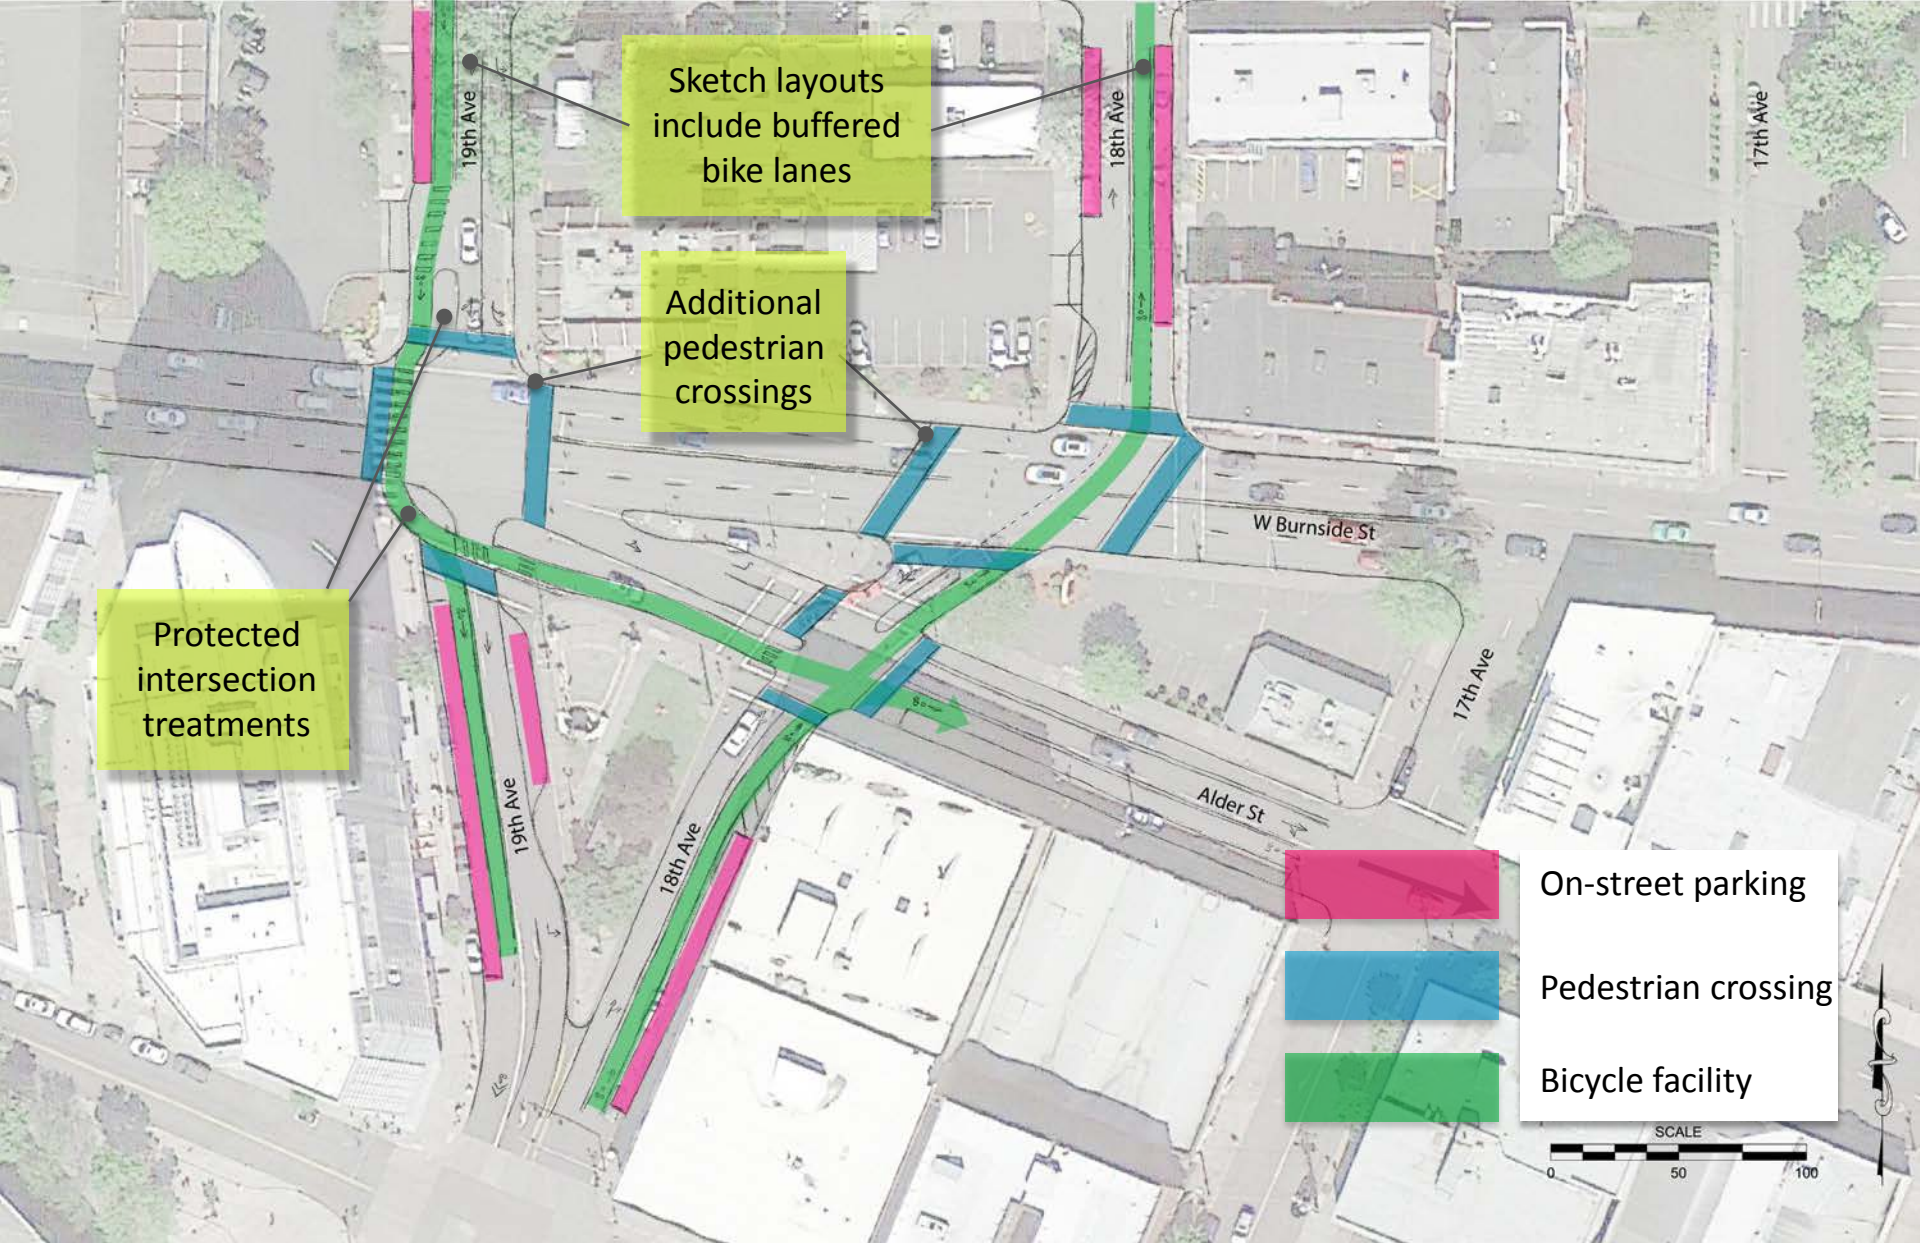 Sketch layouts
include buffered
bike lanes
19th Ave
18th Ave
17th Ave
Additional
pedestrian
crossings
W Burnside St
Protected
intersection
treatments
17th Ave
Alder St
19th Ave
18th Ave
On-street parking
Pedestrian crossing
Bicycle facility
SCALE
0 50 100